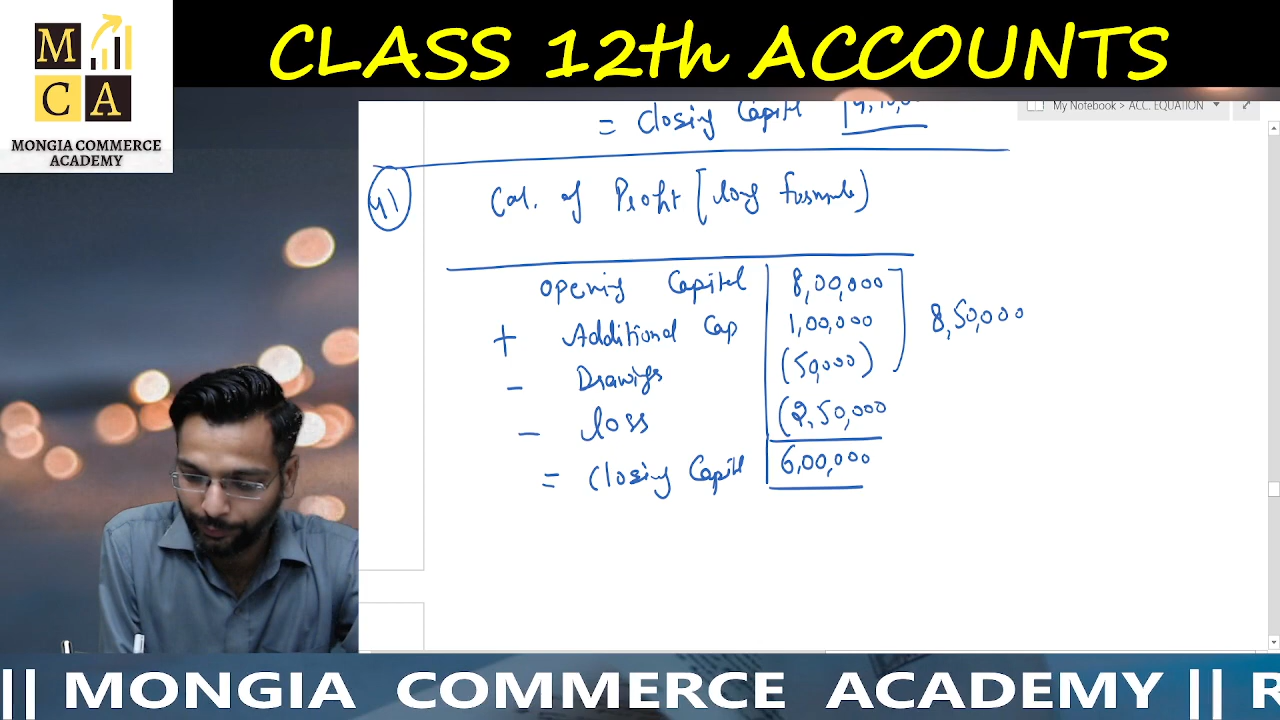 M
C A
MONGIA COMMERCE
ACADEMY
CLASS 12th ACCOUNTS
My Notebook > ACC. EQUATION
= Closing Capital
41
Cal. of Profit [long formula)
Opening Capital 8,00,000
+ Additional Cap 1,00,000
8,50,000
- Drawings (50,000)
- loss (2,50,000
= Closing Capital 6,00,000
|| MONGIA COMMERCE ACADEMY || R